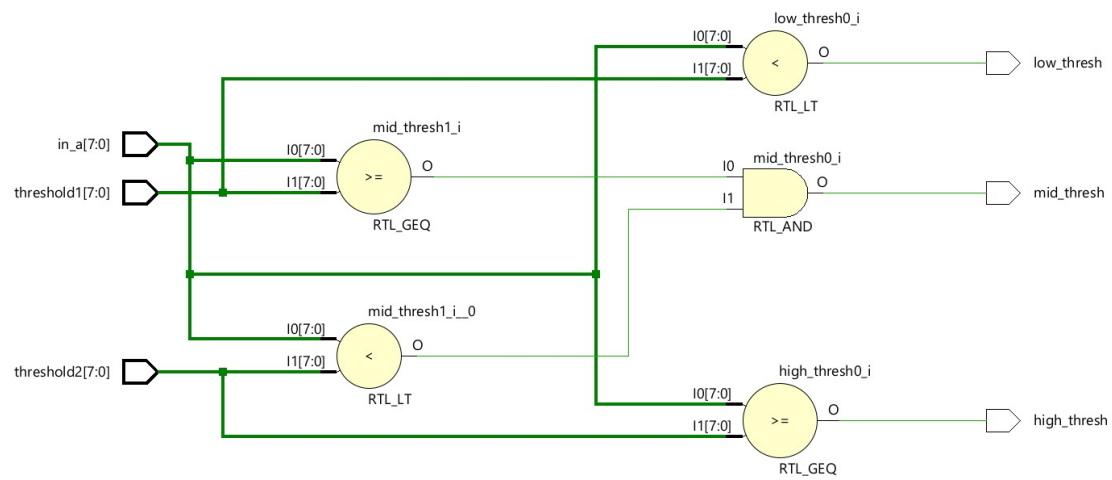 low_thresh0_i
I0[7:0]
O
<
low_thresh
I1[7:0]
RTL_LT
in_a[7:0]
mid_thresh1_i
I0[7:0]
O
>=
threshold1[7:0]
I1[7:0]
RTL_GEQ
mid_thresh0_i
I0
O
mid_thresh
I1
RTL_AND
mid_thresh1_i__0
I0[7:0]
O
<
threshold2[7:0]
I1[7:0]
RTL_LT
high_thresh0_i
I0[7:0]
O
>=
high_thresh
I1[7:0]
RTL_GEQ